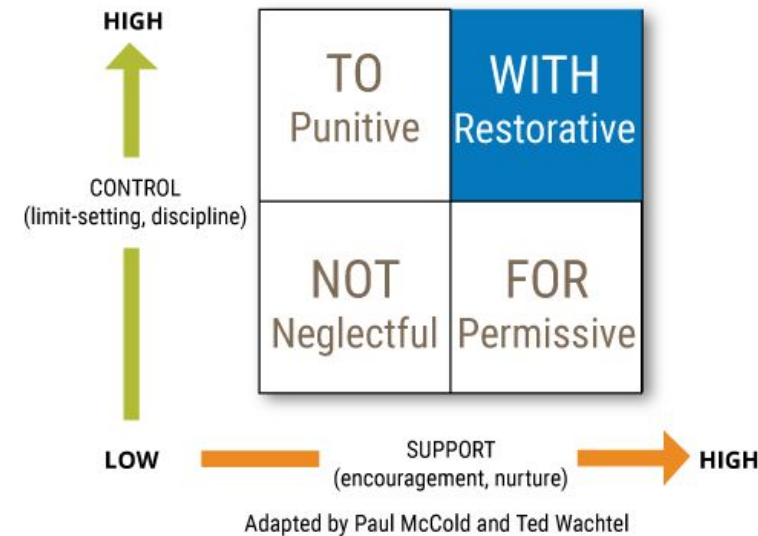 HIGH
TO
Punitive
WITH
Restorative
CONTROL
(limit-setting, discipline)
NOT
Neglectful
FOR
Permissive
LOW
SUPPORT
(encouragement, nurture)
HIGH
Adapted by Paul McCold and Ted Wachtel